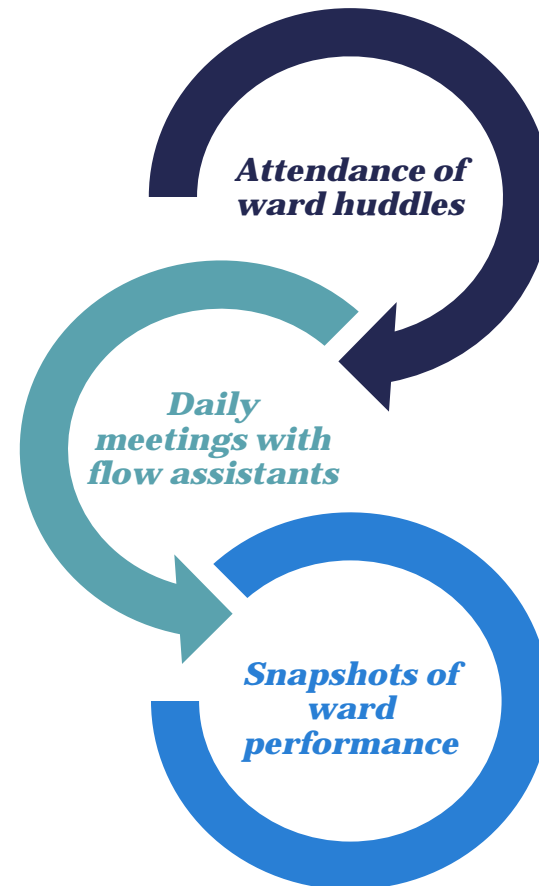 Attendance of
ward huddles
Daily
meetings with
flow assistants
Snapshots of
ward
performance